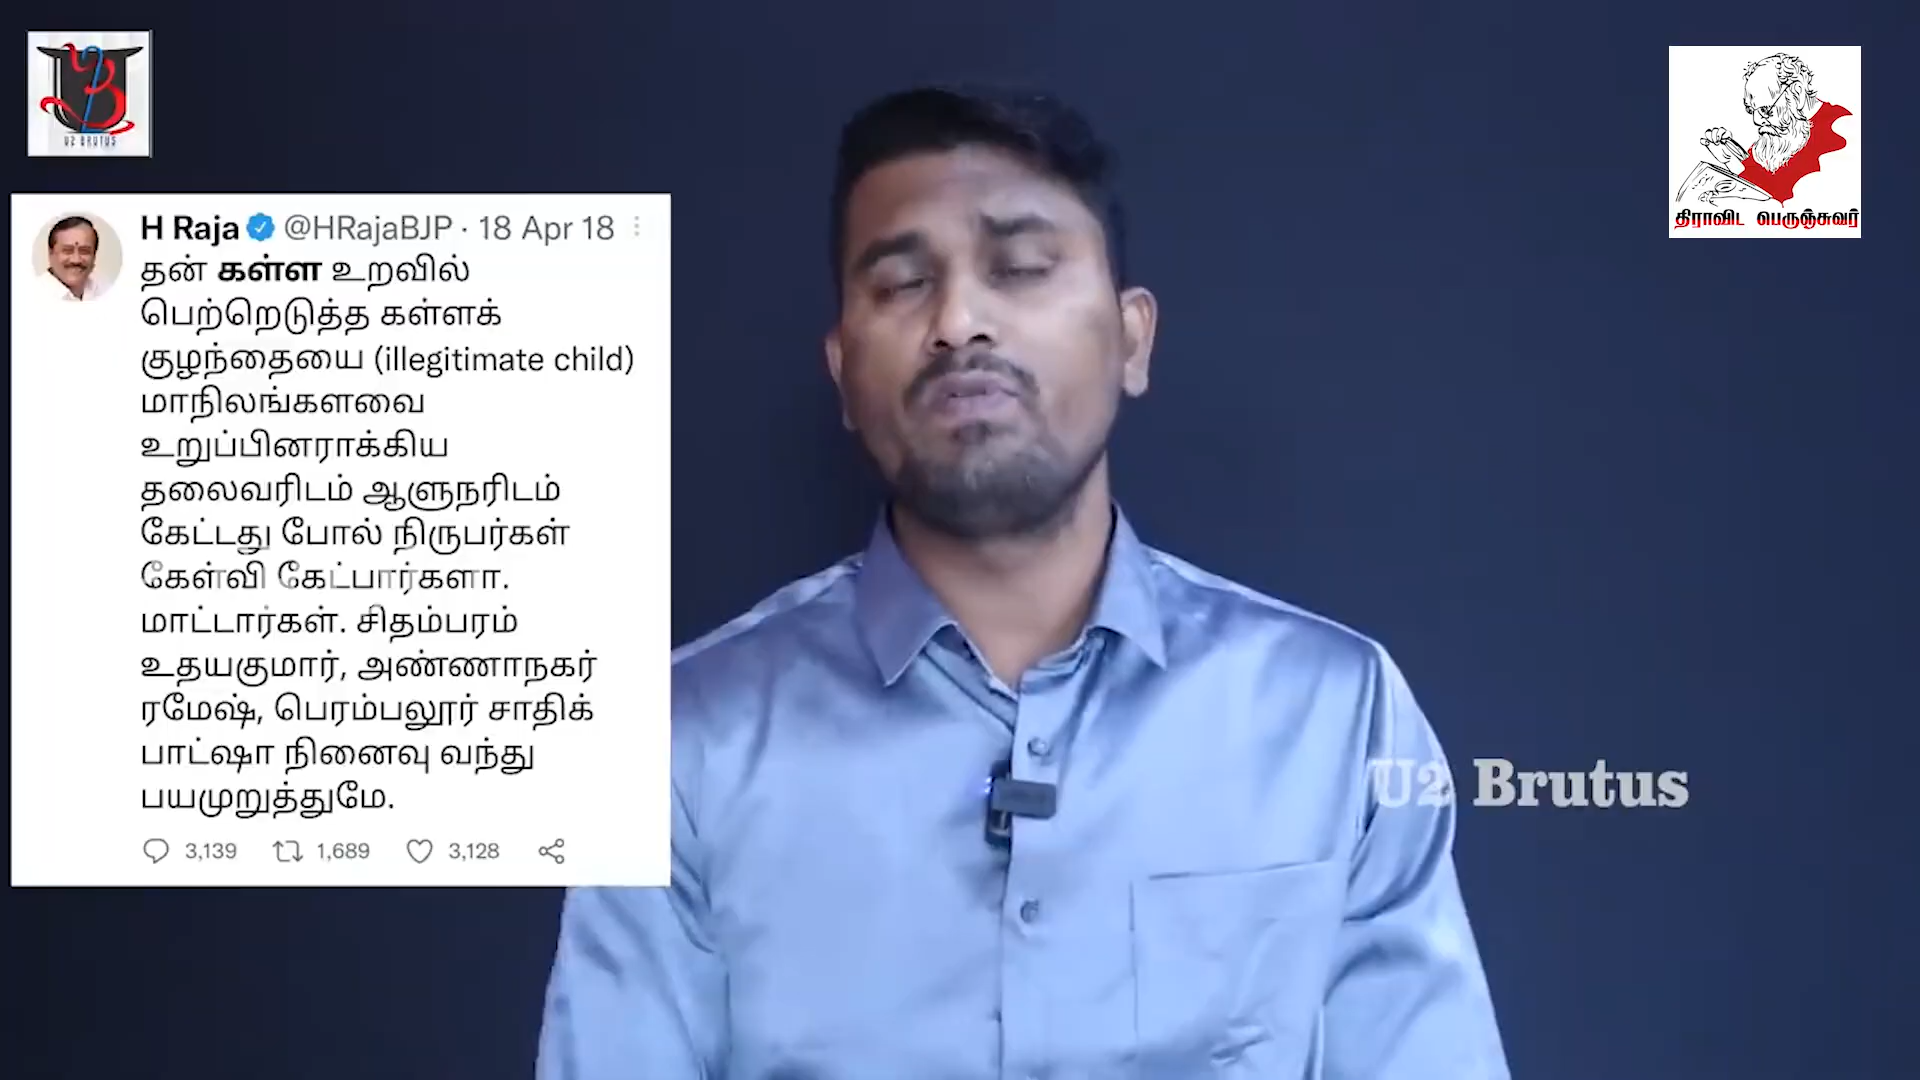 U2 BRUTUS
திராவிட பெருஞ்சுவர்
H Raja @HRajaBJP · 18 Apr 18
தன் கள்ள உறவில்
பெற்றெடுத்த கள்ளக்
குழந்தையை (illegitimate child)
மாநிலங்களவை
உறுப்பினராக்கிய
தலைவரிடம் ஆளுநரிடம்
கேட்டது போல் நிருபர்கள்
கேள்வி கேட்பார்களா.
மாட்டார்கள். சிதம்பரம்
உதயகுமார், அண்ணாநகர்
ரமேஷ், பெரம்பலூர் சாதிக்
பாட்ஷா நினைவு வந்து
பயமுறுத்துமே.
3,139 1,689 3,128
U2 Brutus